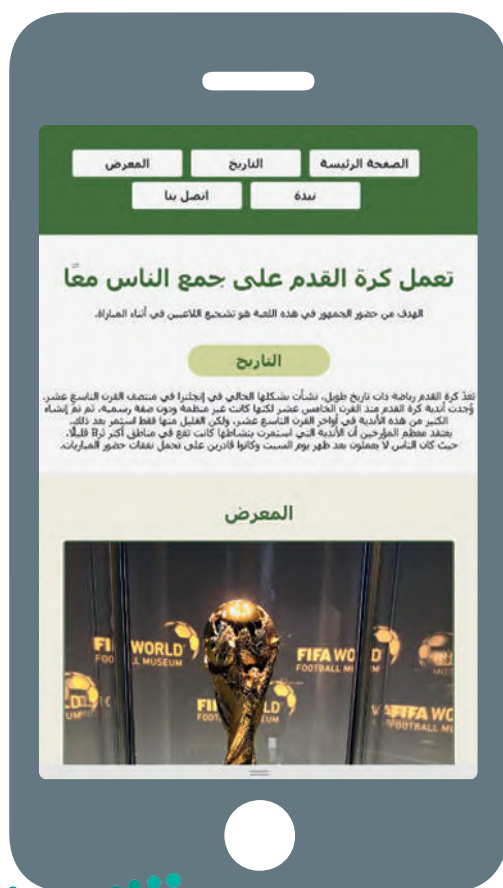 الصفحة الرئيسة
التاريخ
المعرض
نبذة
اتصل بنا
تعمل كرة القدم على جمع الناس معًا
الهدف من حضور الجمهور في هذه اللعبة هو تشجيع اللاعبين في أثناء المباراة.
التاريخ
تعدّ كرة القدم رياضة ذات تاريخ طويل، نشأت بشكلها الحالي في إنجلترا في منتصف القرن التاسع عشر.
وُجدت أندية كرة القدم منذ القرن الخامس عشر لكنها كانت غير منظمة ودون صفة رسمية، ثم تمّ إنشاء
الكثير من هذه الأندية في أواخر القرن التاسع عشر، ولكن القليل منها فقط استمر بعد ذلك.
يعتقد معظم المؤرخين أن الأندية التي استمرت بنشاطها كانت تقع في مناطق أكثر ثراءً قليلًا،
حيث كان الناس لا يعملون بعد ظهر يوم السبت وكانوا قادرين على تحمل نفقات حضور المباريات.
المعرض
WORLD
MUSEUM
FIFA WO
FOOTBALL M
FIFA WO
FOOTBALL M